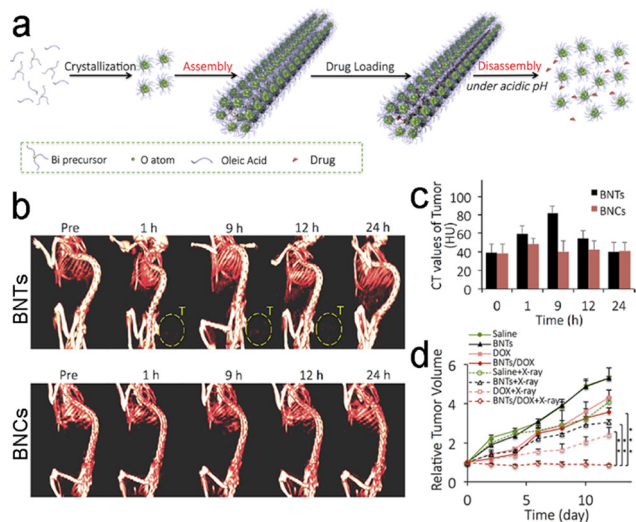 a
Crystallization
Assembly
Drug Loading
Disassembly
under acidic pH
Bi precursor
O atom
Oleic Acid
Drug
b
Pre
1 h
9 h
12 h
24 h
BNTs
T
T
T
Pre
1 h
9 h
12 h
24 h
BNCs
c
CT values of Tumor
(HU)
100
80
60
40
20
0
BNTs
BNCs
0
1
9
12
24
Time (h)
d
Relative Tumor Volume
6
4
2
0
Saline
BNTs
DOX
BNTs/DOX
Saline+X-ray
BNTs+X-ray
DOX+X-ray
BNTs/DOX+X-ray
0
5
10
Time (day)